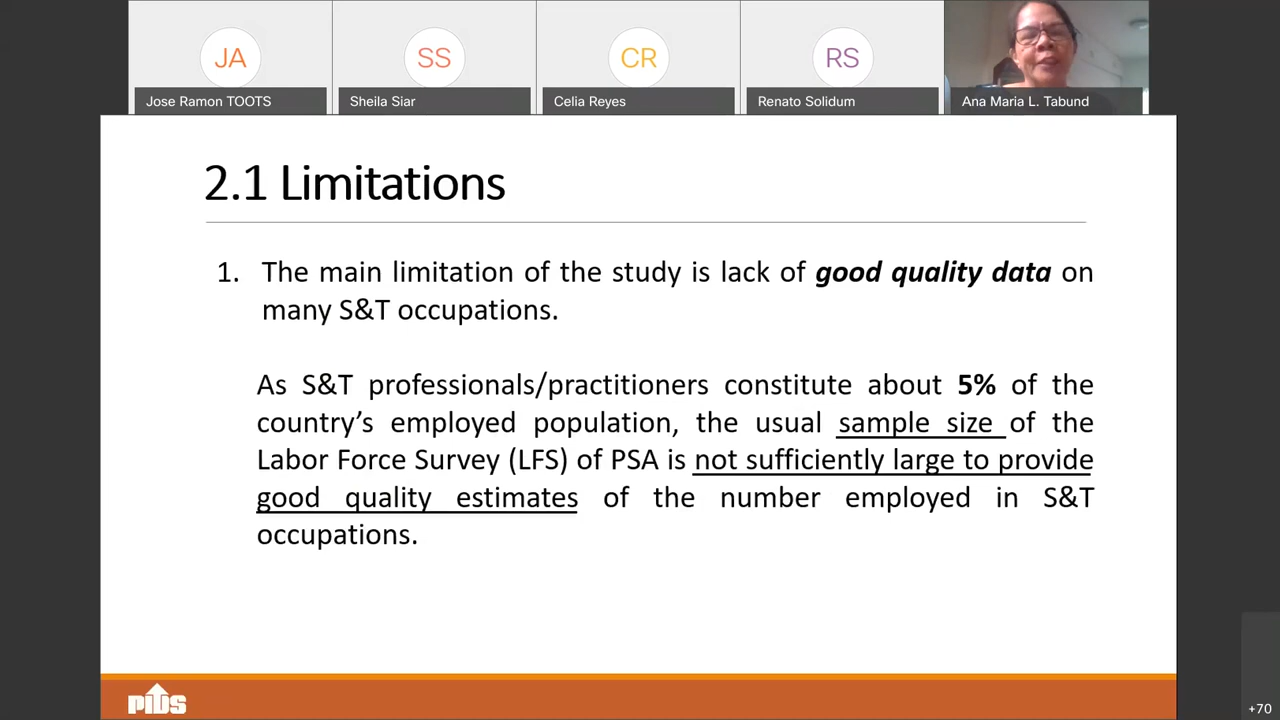 JA
SS
CR
RS
Jose Ramon TOOTS
Sheila Siar
Celia Reyes
Renato Solidum
Ana Maria L. Tabund
2.1 Limitations
1. The main limitation of the study is lack of good quality data on
many S&T occupations.
As S&T professionals/practitioners constitute about 5% of the
country's employed population, the usual sample size of the
Labor Force Survey (LFS) of PSA is not sufficiently large to provide
good quality estimates of the number employed in S&T
occupations.
PIDS
+70